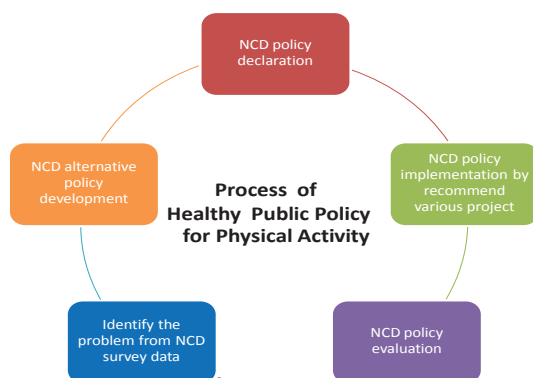 NCD policy
declaration
NCD alternative
policy
development
NCD policy
implementation by
recommend
various project
Process of
Healthy Public Policy
for Physical Activity
Identify the
problem from NCD
survey data
NCD policy
evaluation